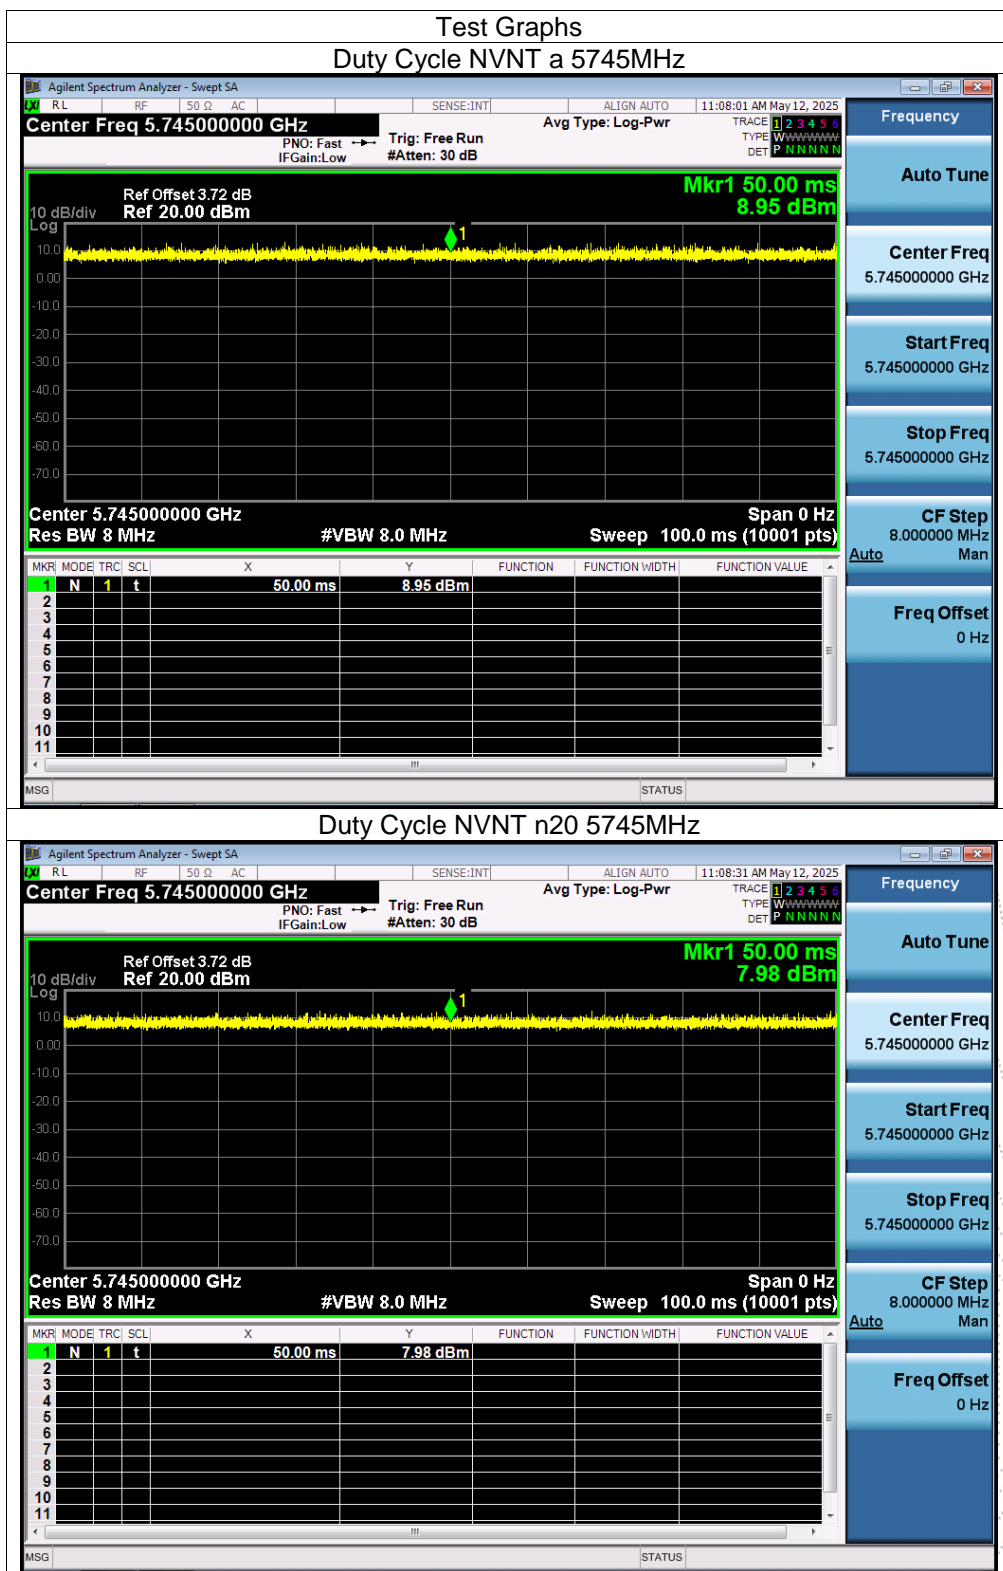 Test Graphs
Duty Cycle NVNT a 5745MHz
Agilent Spectrum Analyzer - Swept SA
LXI RL RF 50 Ω AC SENSE:INT ALIGN AUTO 11:08:01 AM May 12, 2025
Center Freq 5.745000000 GHz Avg Type: Log-Pwr TRACE 1 2 3 4 5 6
PNO: Fast Trig: Free Run TYPE WWWWWW
IFGain:Low #Atten: 30 dB DET P N N N N N
Frequency
Mkr1 50.00 ms
Ref Offset 3.72 dB
10 dB/div Ref 20.00 dBm 8.95 dBm
Log
1
10.0
0.00
-10.0
-20.0
-30.0
-40.0
-50.0
-60.0
-70.0
Center 5.745000000 GHz Span 0 Hz
Res BW 8 MHz #VBW 8.0 MHz Sweep 100.0 ms (10001 pts)
MKR MODE TRC SCL X Y FUNCTION FUNCTION WIDTH FUNCTION VALUE
1 N 1 t 50.00 ms 8.95 dBm
2
3
4
5
6
7
8
9
10
11
MSG STATUS
Auto Tune
Center Freq
5.745000000 GHz
Start Freq
5.745000000 GHz
Stop Freq
5.745000000 GHz
CF Step
8.000000 MHz
Auto Man
Freq Offset
0 Hz
Duty Cycle NVNT n20 5745MHz
Agilent Spectrum Analyzer - Swept SA
LXI RL RF 50 Ω AC SENSE:INT ALIGN AUTO 11:08:31 AM May 12, 2025
Center Freq 5.745000000 GHz Avg Type: Log-Pwr TRACE 1 2 3 4 5 6
PNO: Fast Trig: Free Run TYPE WWWWWW
IFGain:Low #Atten: 30 dB DET P N N N N N
Frequency
Mkr1 50.00 ms
Ref Offset 3.72 dB
10 dB/div Ref 20.00 dBm 7.98 dBm
Log
1
10.0
0.00
-10.0
-20.0
-30.0
-40.0
-50.0
-60.0
-70.0
Center 5.745000000 GHz Span 0 Hz
Res BW 8 MHz #VBW 8.0 MHz Sweep 100.0 ms (10001 pts)
MKR MODE TRC SCL X Y FUNCTION FUNCTION WIDTH FUNCTION VALUE
1 N 1 t 50.00 ms 7.98 dBm
2
3
4
5
6
7
8
9
10
11
MSG STATUS
Auto Tune
Center Freq
5.745000000 GHz
Start Freq
5.745000000 GHz
Stop Freq
5.745000000 GHz
CF Step
8.000000 MHz
Auto Man
Freq Offset
0 Hz